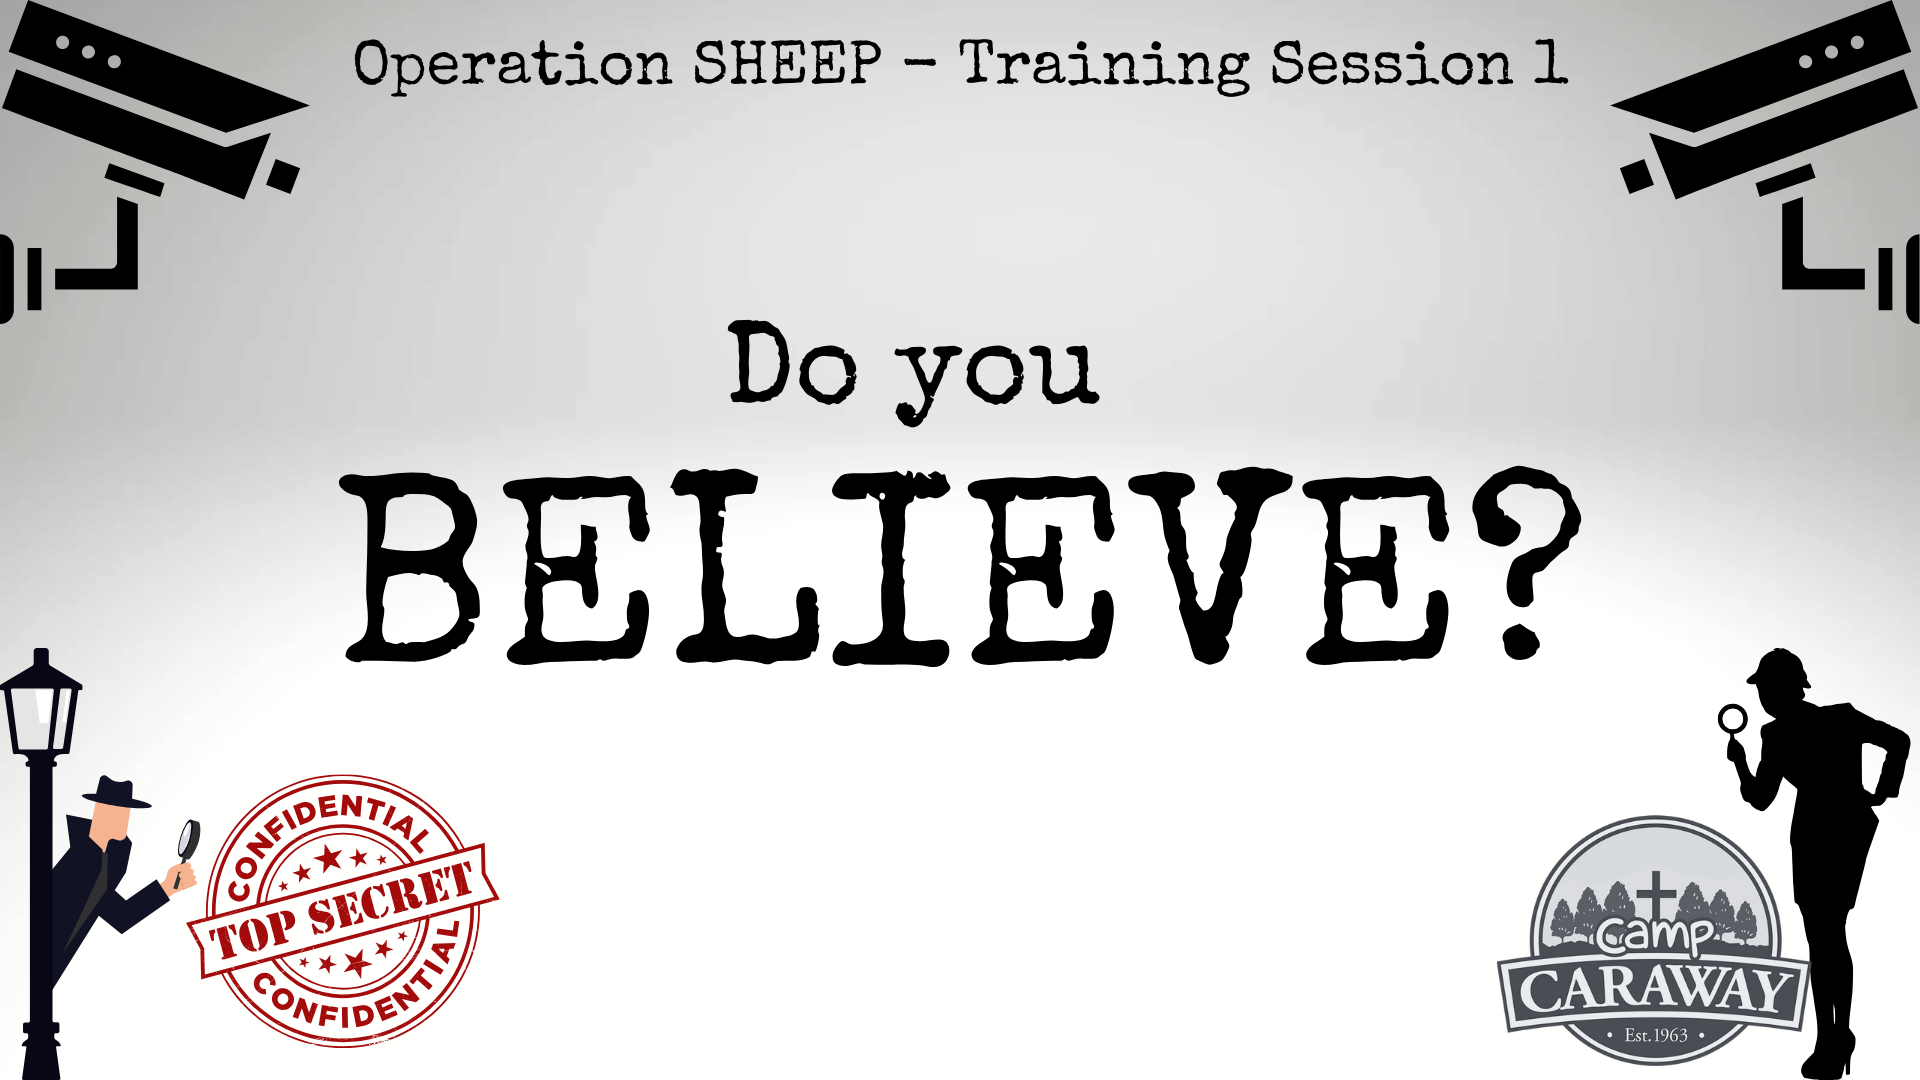 Operation SHEEP - Training Session 1
Do you
BELIEVE?
CONFIDENTIAL
TOP SECRET
CONFIDENTIAL
Camp
CARAWAY
• Est. 1963 •